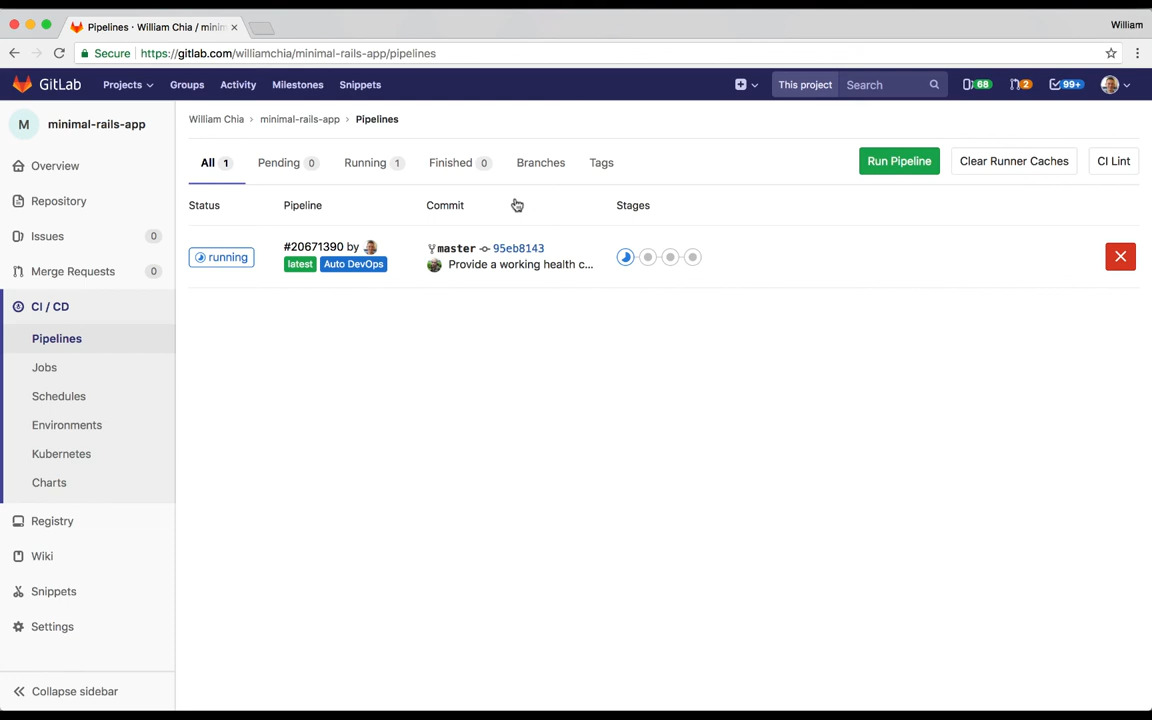 Pipelines · William Chia / minim
William
Secure
https://gitlab.com/williamchia/minimal-rails-app/pipelines
GitLab
Projects
Groups
Activity
Milestones
Snippets
This project
Search
68
2
99+
M
minimal-rails-app
Overview
Repository
Issues 0
Merge Requests 0
CI / CD
Pipelines
Jobs
Schedules
Environments
Kubernetes
Charts
Registry
Wiki
Snippets
Settings
Collapse sidebar
William Chia › minimal-rails-app › Pipelines
All 1
Pending 0
Running 1
Finished 0
Branches
Tags
Run Pipeline
Clear Runner Caches
CI Lint
Status
Pipeline
Commit
Stages
running
#20671390 by
latest
Auto DevOps
master
95eb8143
Provide a working health c...